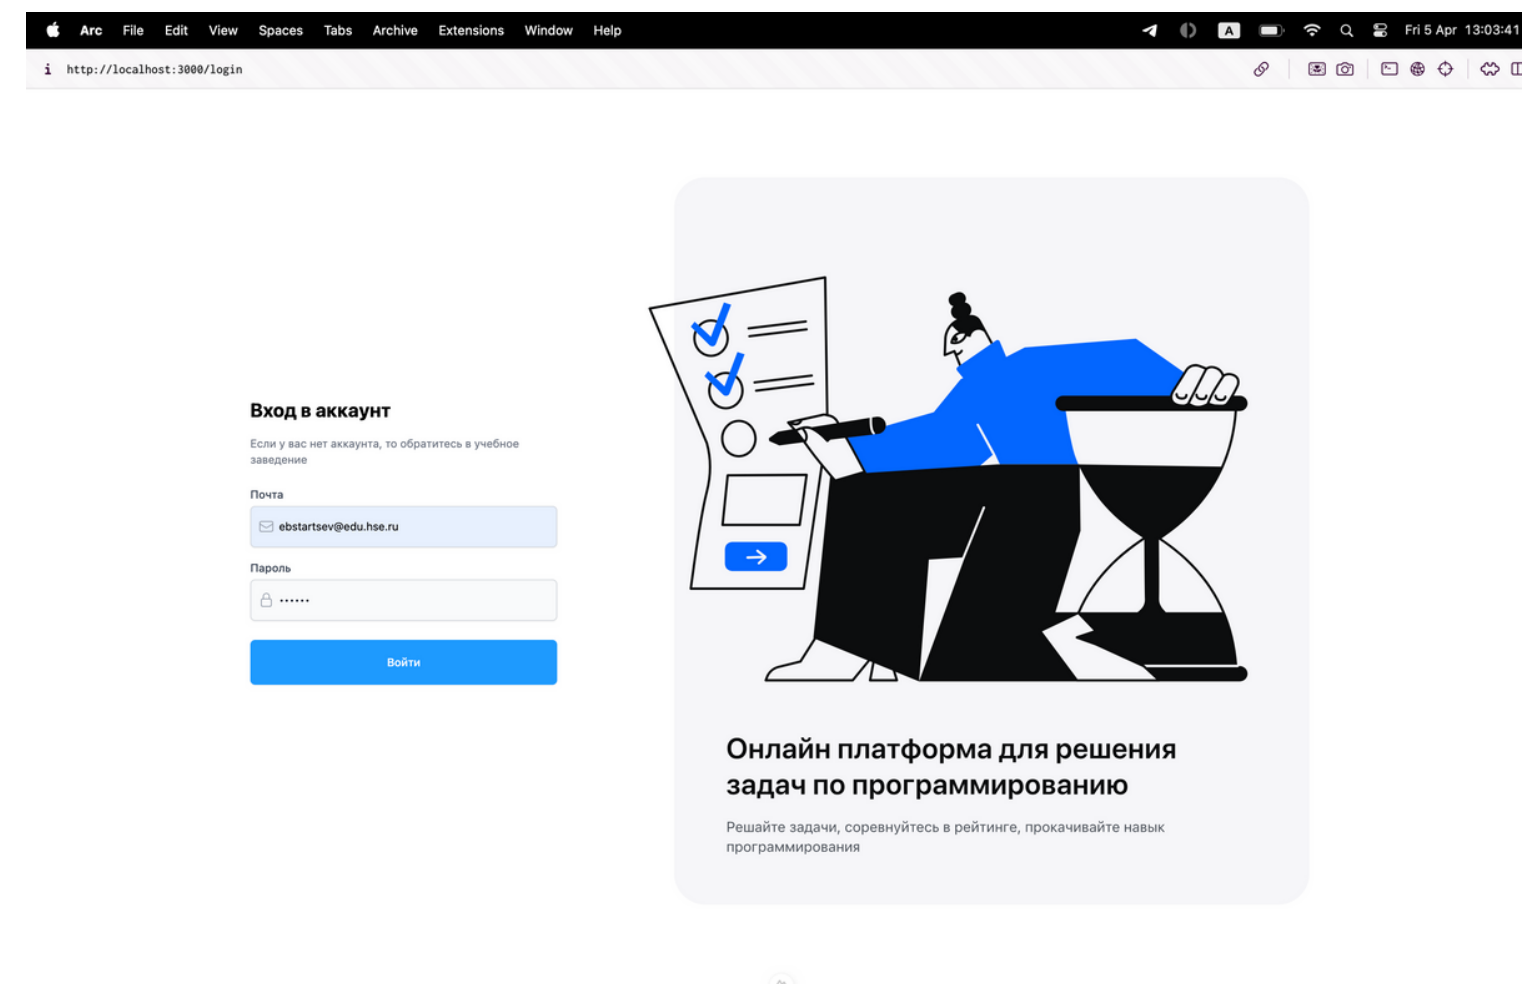 Arc File Edit View Spaces Tabs Archive Extensions Window Help A Fri 5 Apr 13:03:41
i http://localhost:3000/login
Вход в аккаунт
Если у вас нет аккаунта, то обратитесь в учебное
заведение
Почта
ebstartsev@edu.hse.ru
Пароль
••••••
Войти
Онлайн платформа для решения
задач по программированию
Решайте задачи, соревнуйтесь в рейтинге, прокачивайте навык
программирования